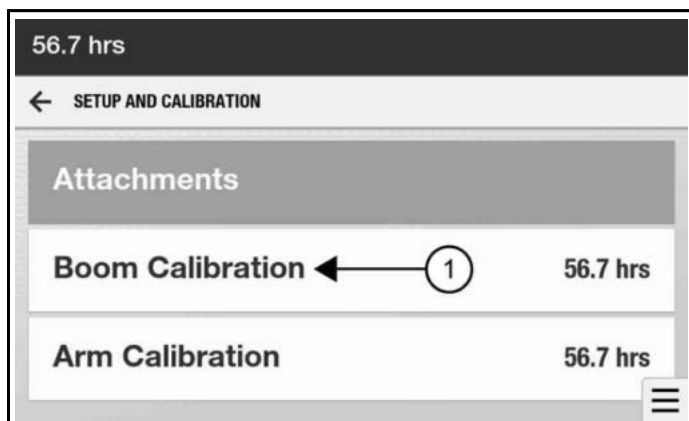 56.7 hrs
← SETUP AND CALIBRATION
Attachments
Boom Calibration 1 56.7 hrs
Arm Calibration 56.7 hrs